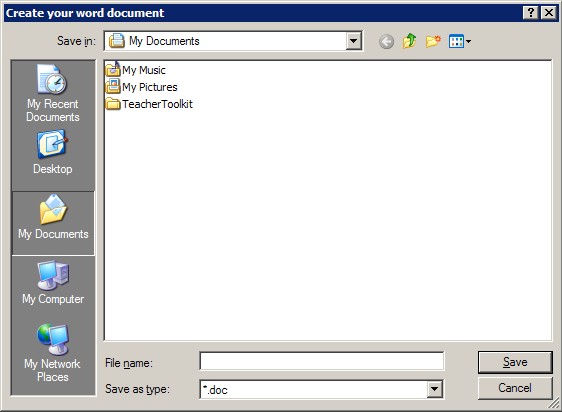 Create your word document
Save in:
My Documents
My Recent
Documents
Desktop
My Documents
My Computer
My Network
Places
My Music
My Pictures
TeacherToolkit
File name:
Save
Save as type:
*.doc
Cancel